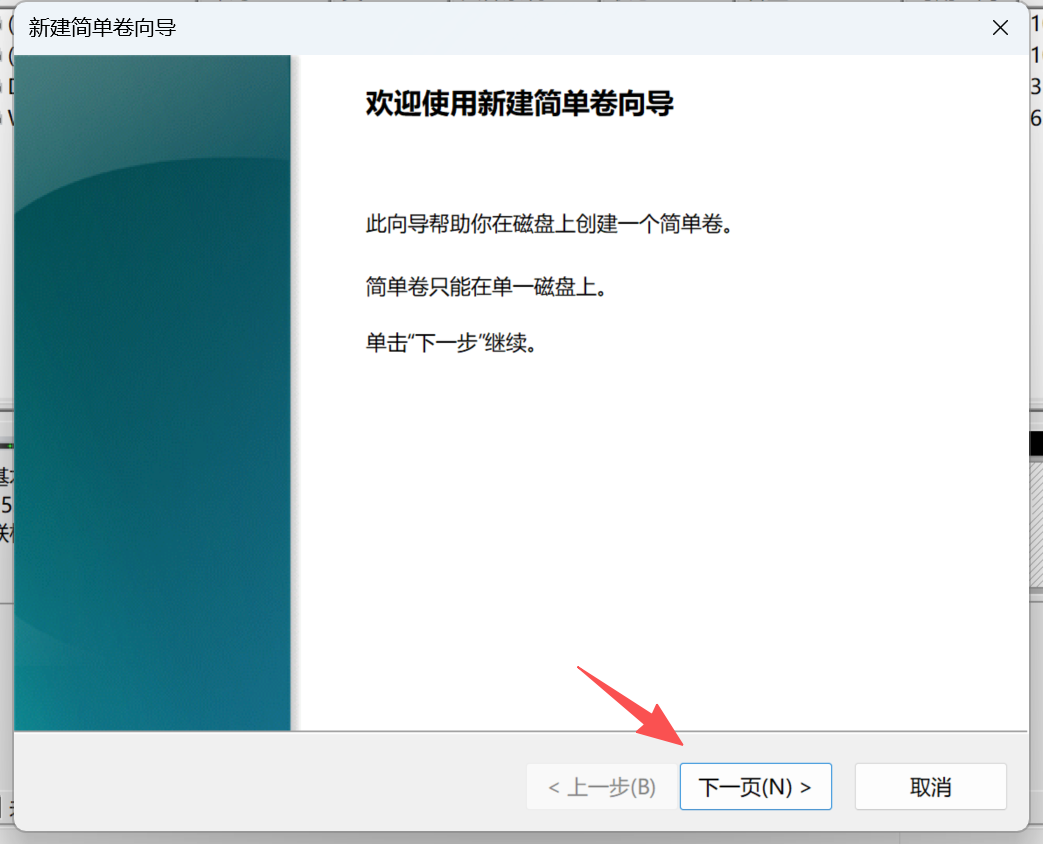 新建简单卷向导
欢迎使用新建简单卷向导
此向导帮助你在磁盘上创建一个简单卷。
简单卷只能在单一磁盘上。
单击“下一步”继续。
< 上一步(B)
下一页(N) >
取消